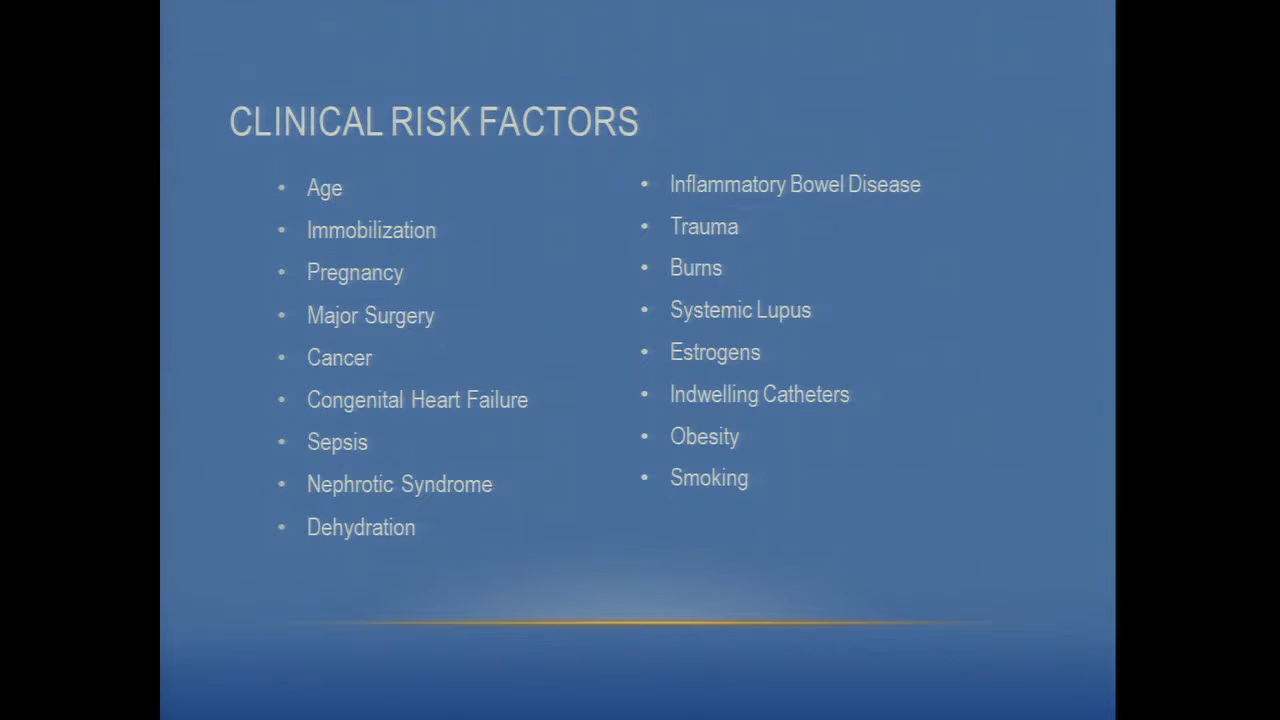 CLINICAL RISK FACTORS
• Age
• Immobilization
• Pregnancy
• Major Surgery
• Cancer
• Congenital Heart Failure
• Sepsis
• Nephrotic Syndrome
• Dehydration
• Inflammatory Bowel Disease
• Trauma
• Burns
• Systemic Lupus
• Estrogens
• Indwelling Catheters
• Obesity
• Smoking